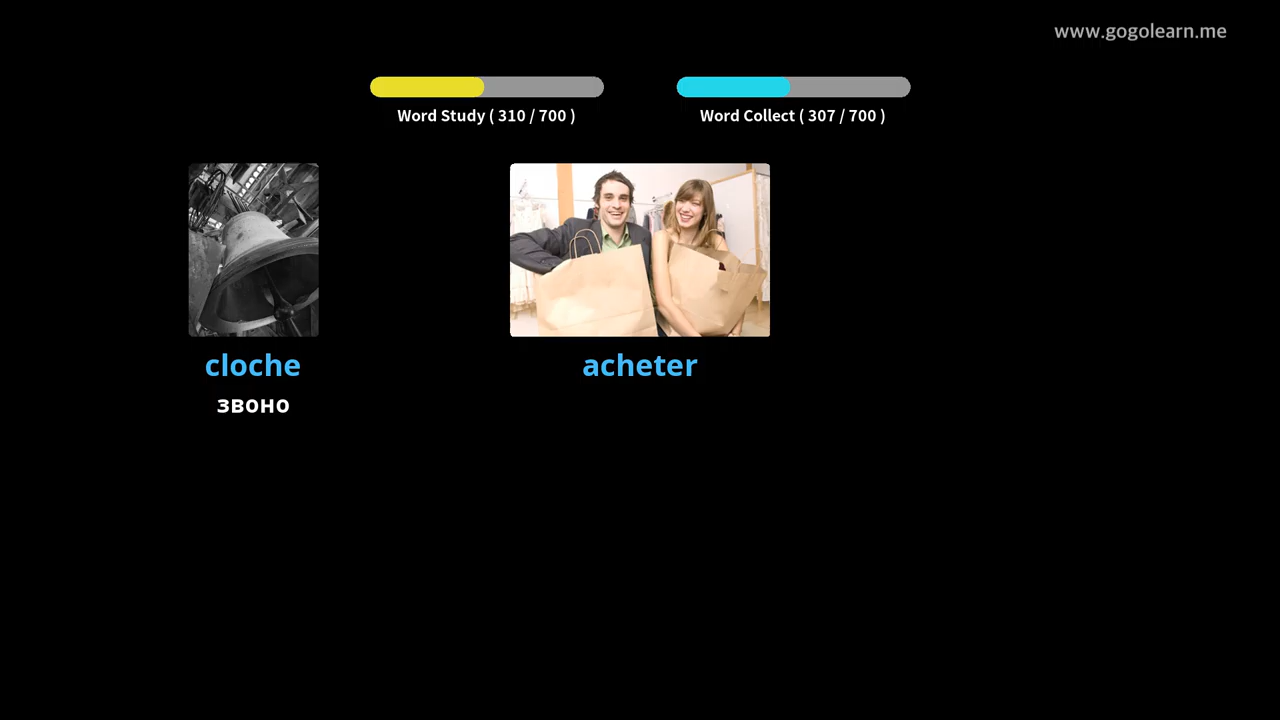 www.gogolearn.me
Word Study ( 310 / 700 )
Word Collect ( 307 / 700 )
cloche
acheter
звоно